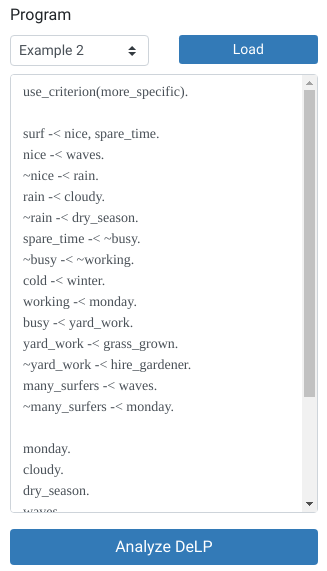 Program
Example 2
Load
use_criterion(more_specific).
surf -< nice, spare_time.
nice -< waves.
~nice -< rain.
rain -< cloudy.
~rain -< dry_season.
spare_time -< ~busy.
~busy -< ~working.
cold -< winter.
working -< monday.
busy -< yard_work.
yard_work -< grass_grown.
~yard_work -< hire_gardener.
many_surfers -< waves.
~many_surfers -< monday.
monday.
cloudy.
dry_season.
waves.
Analyze DeLP